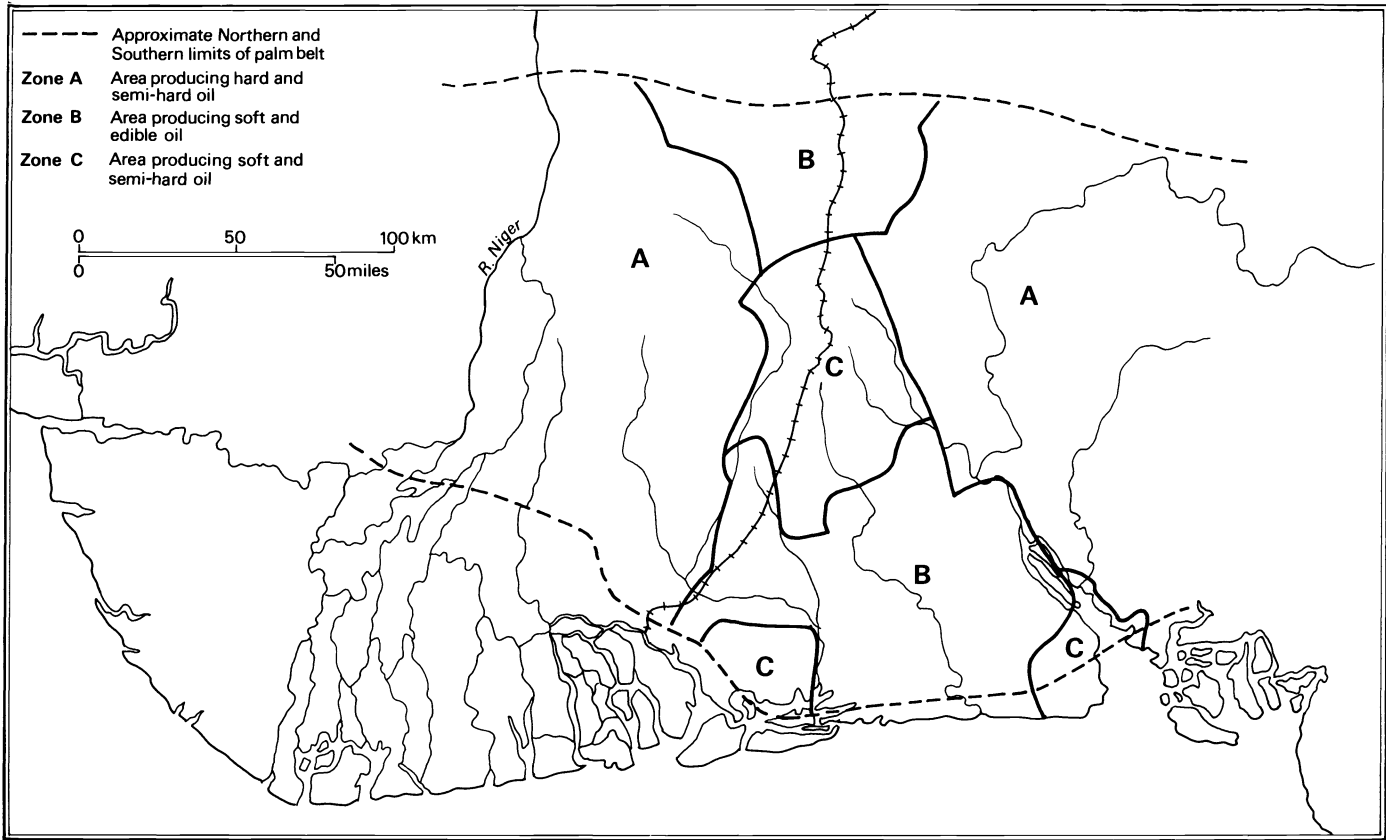 Approximate Northern and
Southern limits of palm belt
Zone A Area producing hard and
semi-hard oil
Zone B Area producing soft and
edible oil
Zone C Area producing soft and
semi-hard oil
0 50 100 km
0 50 miles
R. Niger
B
A
A
C
B
C
C